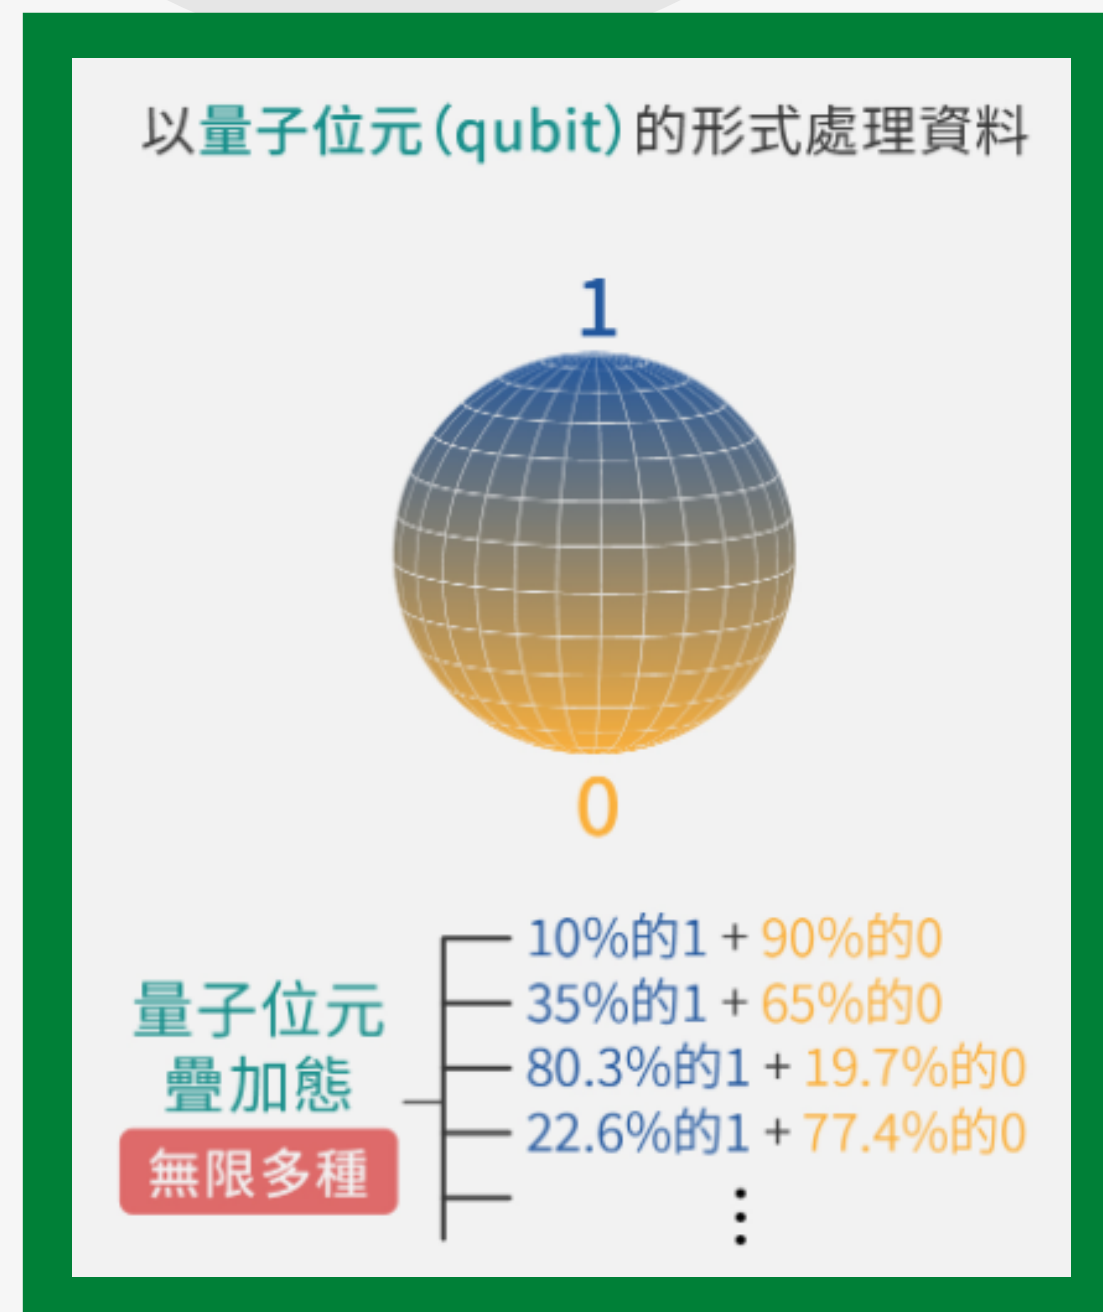 以量子位元(qubit)的形式處理資料
1
0
量子位元
疊加態
無限多種
10%的1 + 90%的0
35%的1 + 65%的0
80.3%的1 + 19.7%的0
22.6%的1 + 77.4%的0
⋮